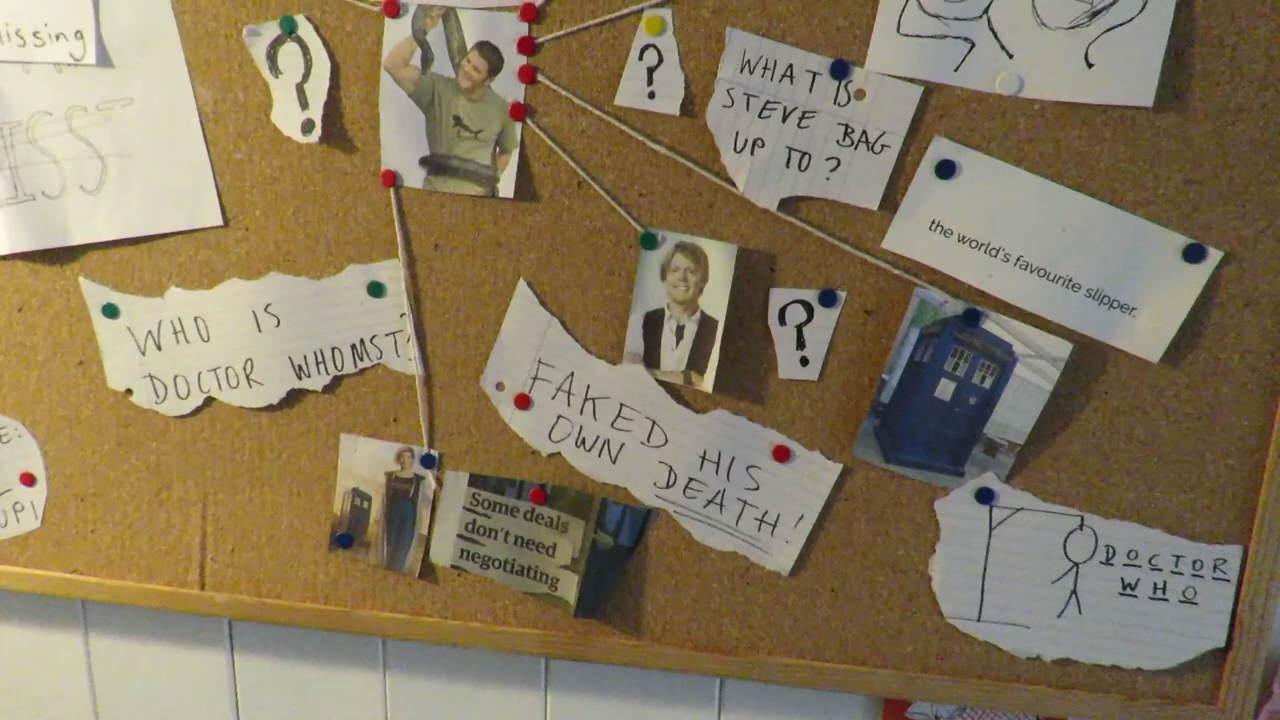 issing
ISS
?
?
WHAT IS
STEVE BAG
UP TO?
the world's favourite slipper.
WHO IS
DOCTOR WHOMST?
?
FAKED HIS
OWN DEATH!
Some deals
don't need
negotiating
DOCTOR
WHO
E:
UP!